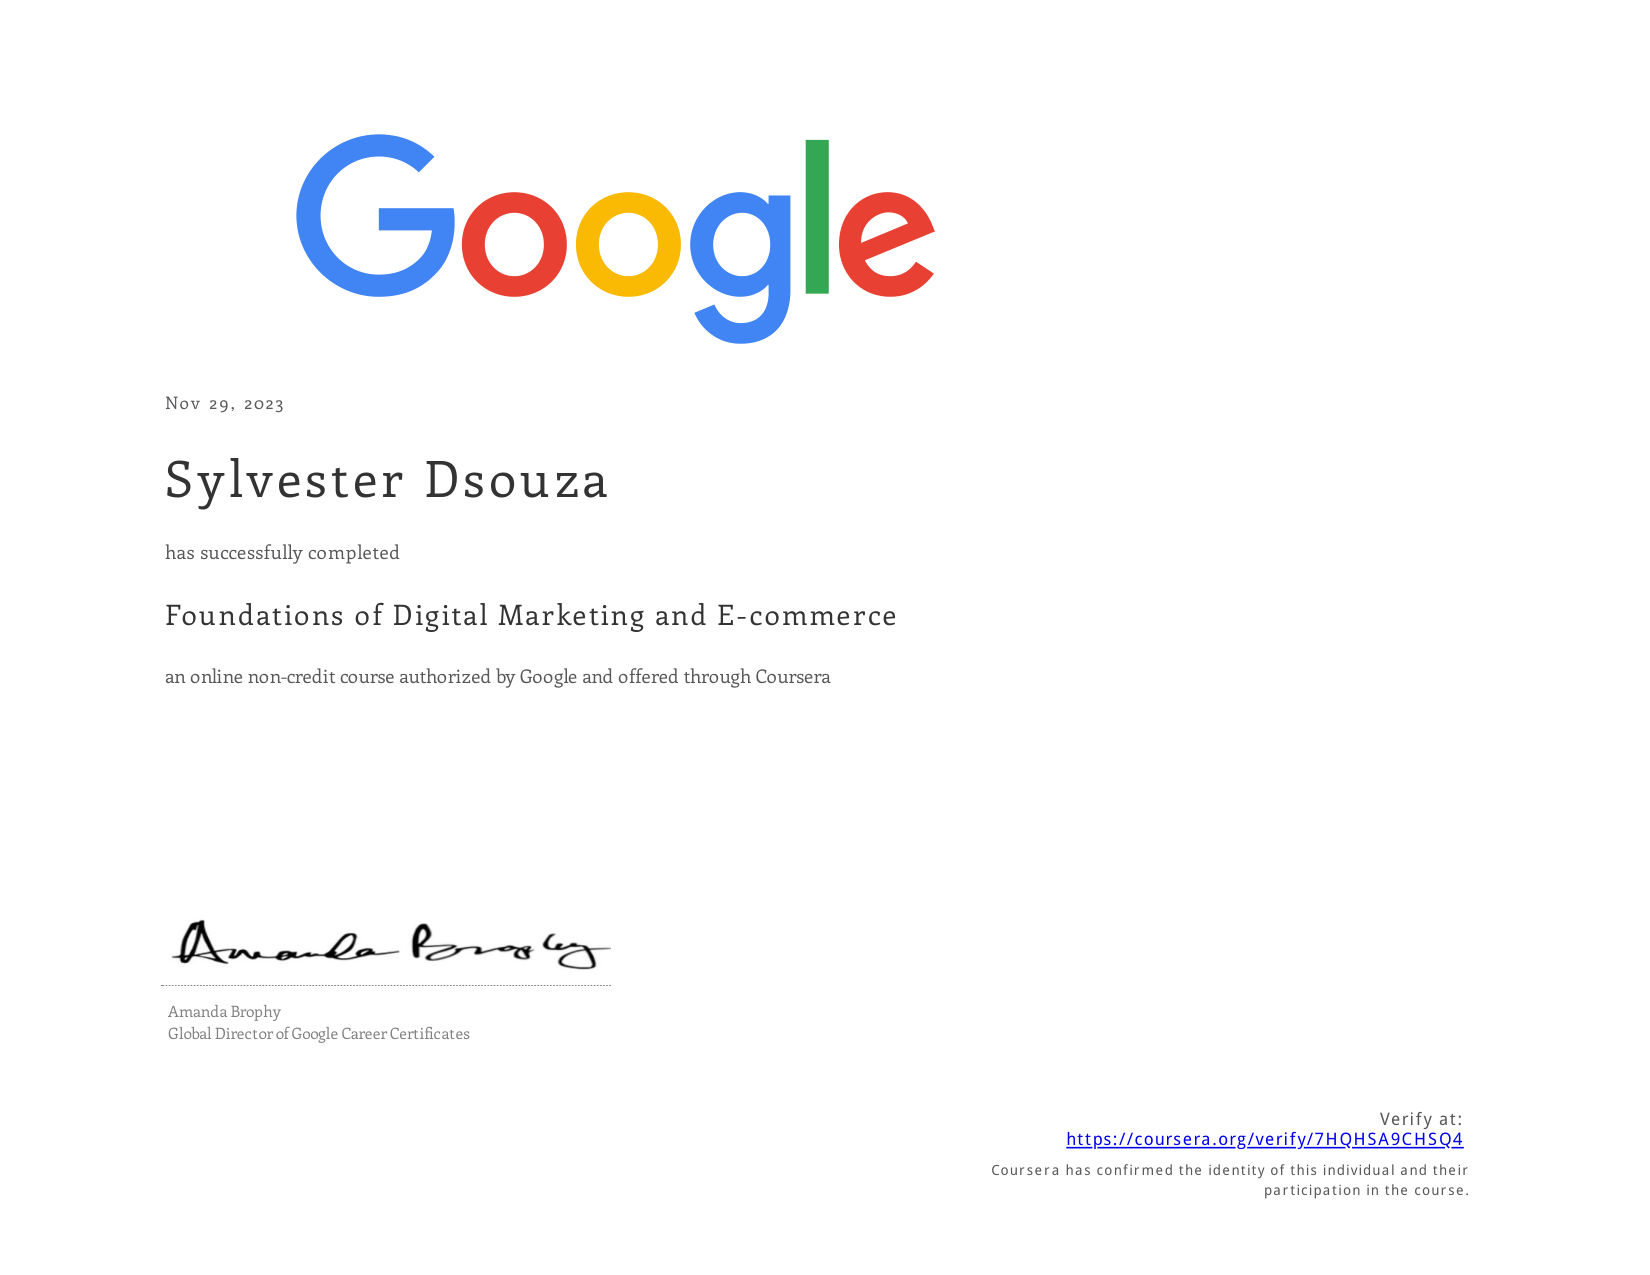 Google
Nov 29, 2023
Sylvester Dsouza
has successfully completed
Foundations of Digital Marketing and E-commerce
an online non-credit course authorized by Google and offered through Coursera
Amanda Brophy
Amanda Brophy
Global Director of Google Career Certificates
Verify at:
https://coursera.org/verify/7HQHSA9CHSQ4
Coursera has confirmed the identity of this individual and their
participation in the course.